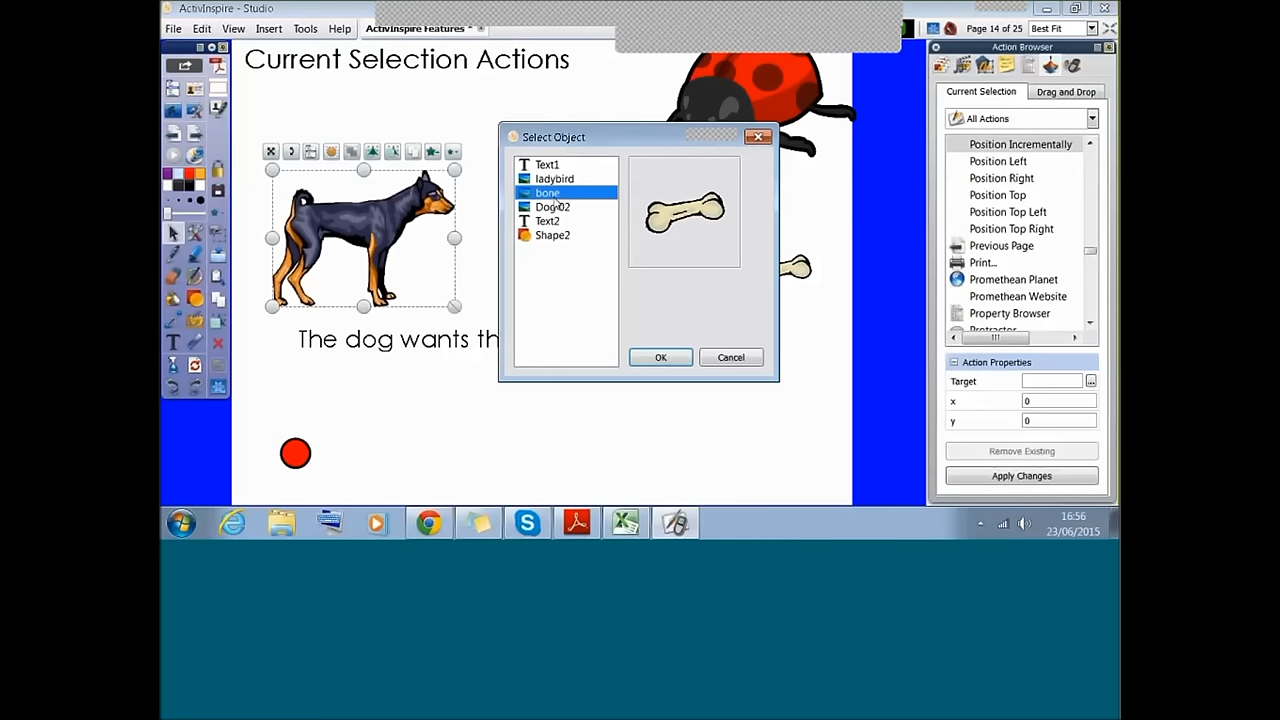 ActivInspire - Studio
File Edit View Insert Tools Help
ActivInspire Features *
Page 14 of 25
Best Fit
Current Selection Actions
The dog wants th
Select Object
Text1
ladybird
bone
Dog 02
Text2
Shape2
OK Cancel
Action Browser
Current Selection Drag and Drop
All Actions
Position Incrementally
Position Left
Position Right
Position Top
Position Top Left
Position Top Right
Previous Page
Print...
Promethean Planet
Promethean Website
Property Browser
Protractor
Action Properties
Target
x 0
y 0
Remove Existing
Apply Changes
16:56
23/06/2015